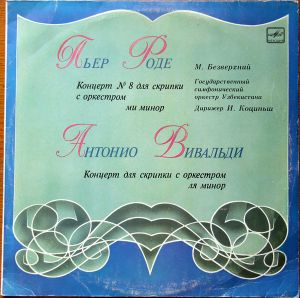 Пьер Роде
М. Безверхний
Концерт № 8 для скрипки
с оркестром
ми минор
Государственный
симфонический
оркестр Узбекистана
Дирижер И. Коциньш
Антонио Вивальди
Концерт для скрипки с оркестром
ля минор